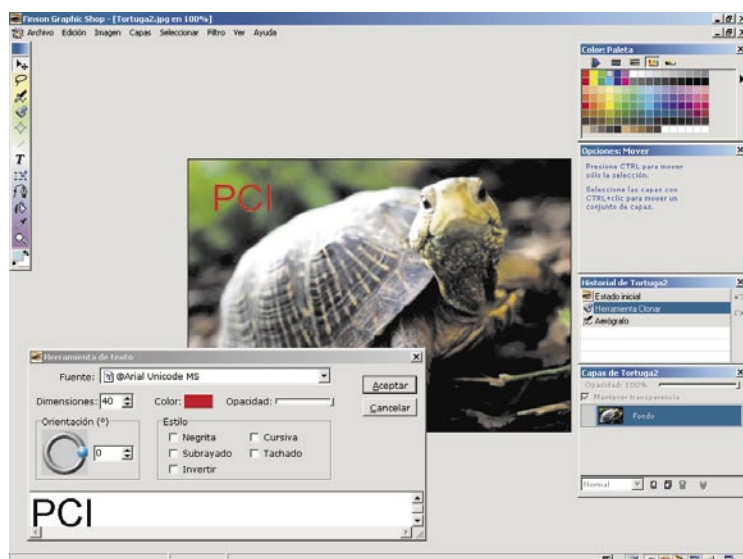 Finson Graphic Shop - [Tortuga2.jpg en 100%]
Archivo Edición Imagen Capas Seleccionar Filtro Ver Ayuda
Color: Paleta
Opciones: Mover
Presione CTRL para mover
sólo la selección.
Seleccione las capas con
CTRL+clic para mover un
conjunto de capas.
PCI
Historial de Tortuga2
Estado inicial
Herramienta Clonar
Aerógrafo
Capas de Tortuga2
Opacidad: 100%
Mantener transparencia
Fondo
Normal
Herramienta de texto
Fuente: @Arial Unicode MS
Aceptar
Dimensiones: 40 Color: Opacidad:
Cancelar
Orientación (º) Estilo
0
Negrita Cursiva
Subrayado Tachado
Invertir
PCI